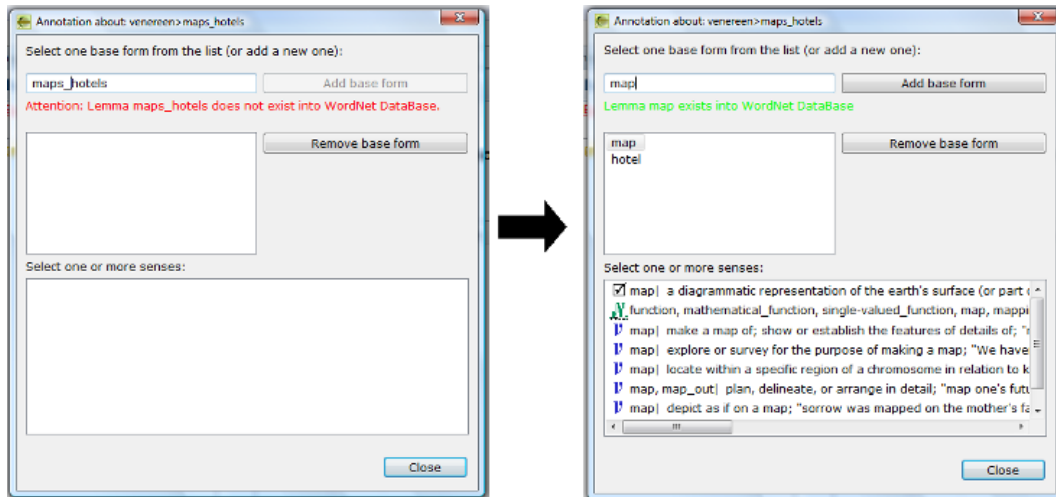 Annotation about: venereen>maps_hotels
Select one base form from the list (or add a new one):
maps_hotels
Add base form
Attention: Lemma maps_hotels does not exist into WordNet DataBase.
Remove base form
Select one or more senses:
Close
Annotation about: venereen>maps_hotels
Select one base form from the list (or add a new one):
map
Add base form
Lemma map exists into WordNet DataBase
map
hotel
Remove base form
Select one or more senses:
map| a diagrammatic representation of the earth's surface (or part
N function, mathematical_function, single-valued_function, map, mappi
V map| make a map of; show or establish the features of details of;
V map| explore or survey for the purpose of making a map; "We have
V map| locate within a specific region of a chromosome in relation to k
V map, map_out| plan, delineate, or arrange in detail; "map one's futu
V map| depict as if on a map; "sorrow was mapped on the mother's fa
Close